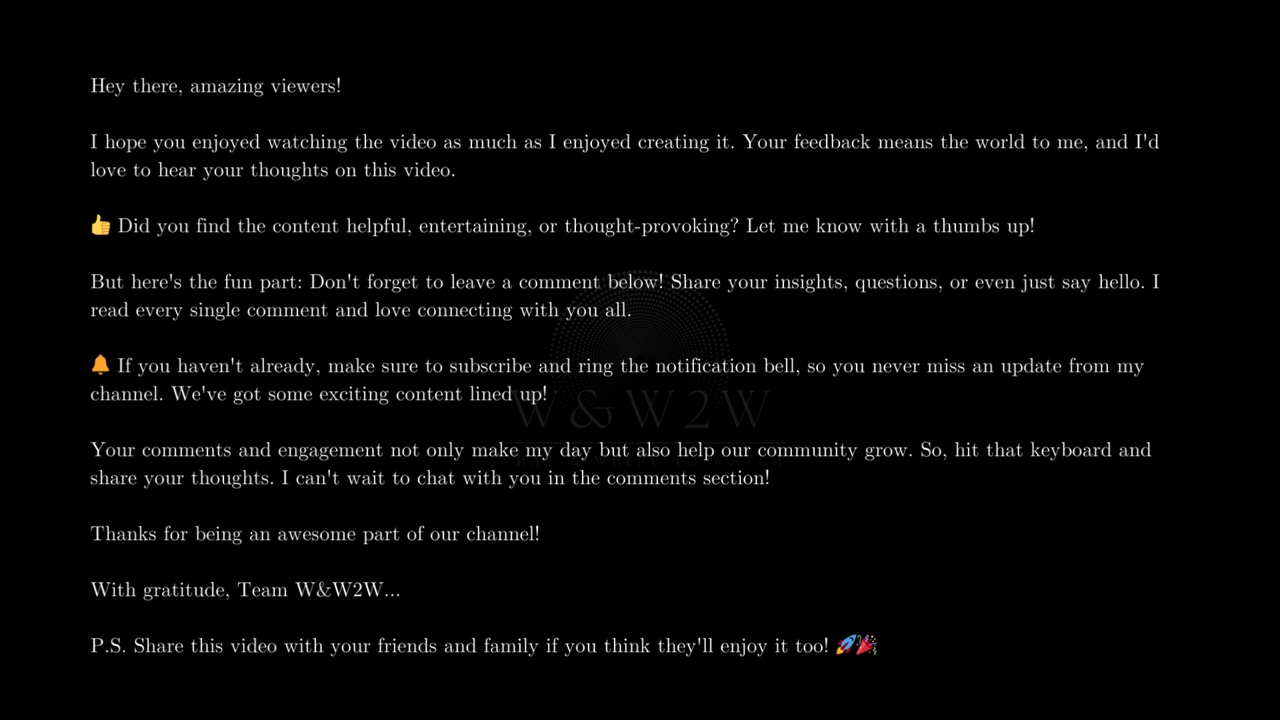 Hey there, amazing viewers!
I hope you enjoyed watching the video as much as I enjoyed creating it. Your feedback means the world to me, and I'd
love to hear your thoughts on this video.
👍 Did you find the content helpful, entertaining, or thought-provoking? Let me know with a thumbs up!
But here's the fun part: Don't forget to leave a comment below! Share your insights, questions, or even just say hello. I
read every single comment and love connecting with you all.
🔔 If you haven't already, make sure to subscribe and ring the notification bell, so you never miss an update from my
channel. We've got some exciting content lined up!
W&W2W
Your comments and engagement not only make my day but also help our community grow. So, hit that keyboard and
share your thoughts. I can't wait to chat with you in the comments section!
Thanks for being an awesome part of our channel!
With gratitude, Team W&W2W...
P.S. Share this video with your friends and family if you think they'll enjoy it too! 🚀🎉